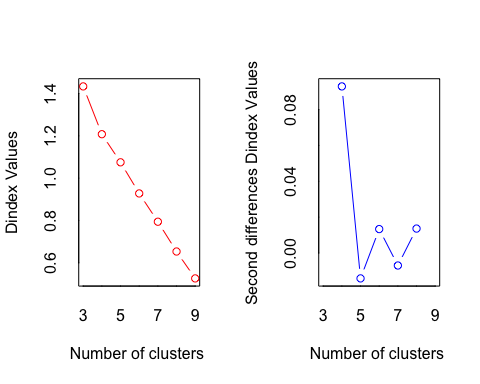 Dindex Values
1.4
1.2
1.0
0.8
0.6
3 5 7 9
Number of clusters
Second differences Dindex Values
0.08
0.04
0.00
3 5 7 9
Number of clusters